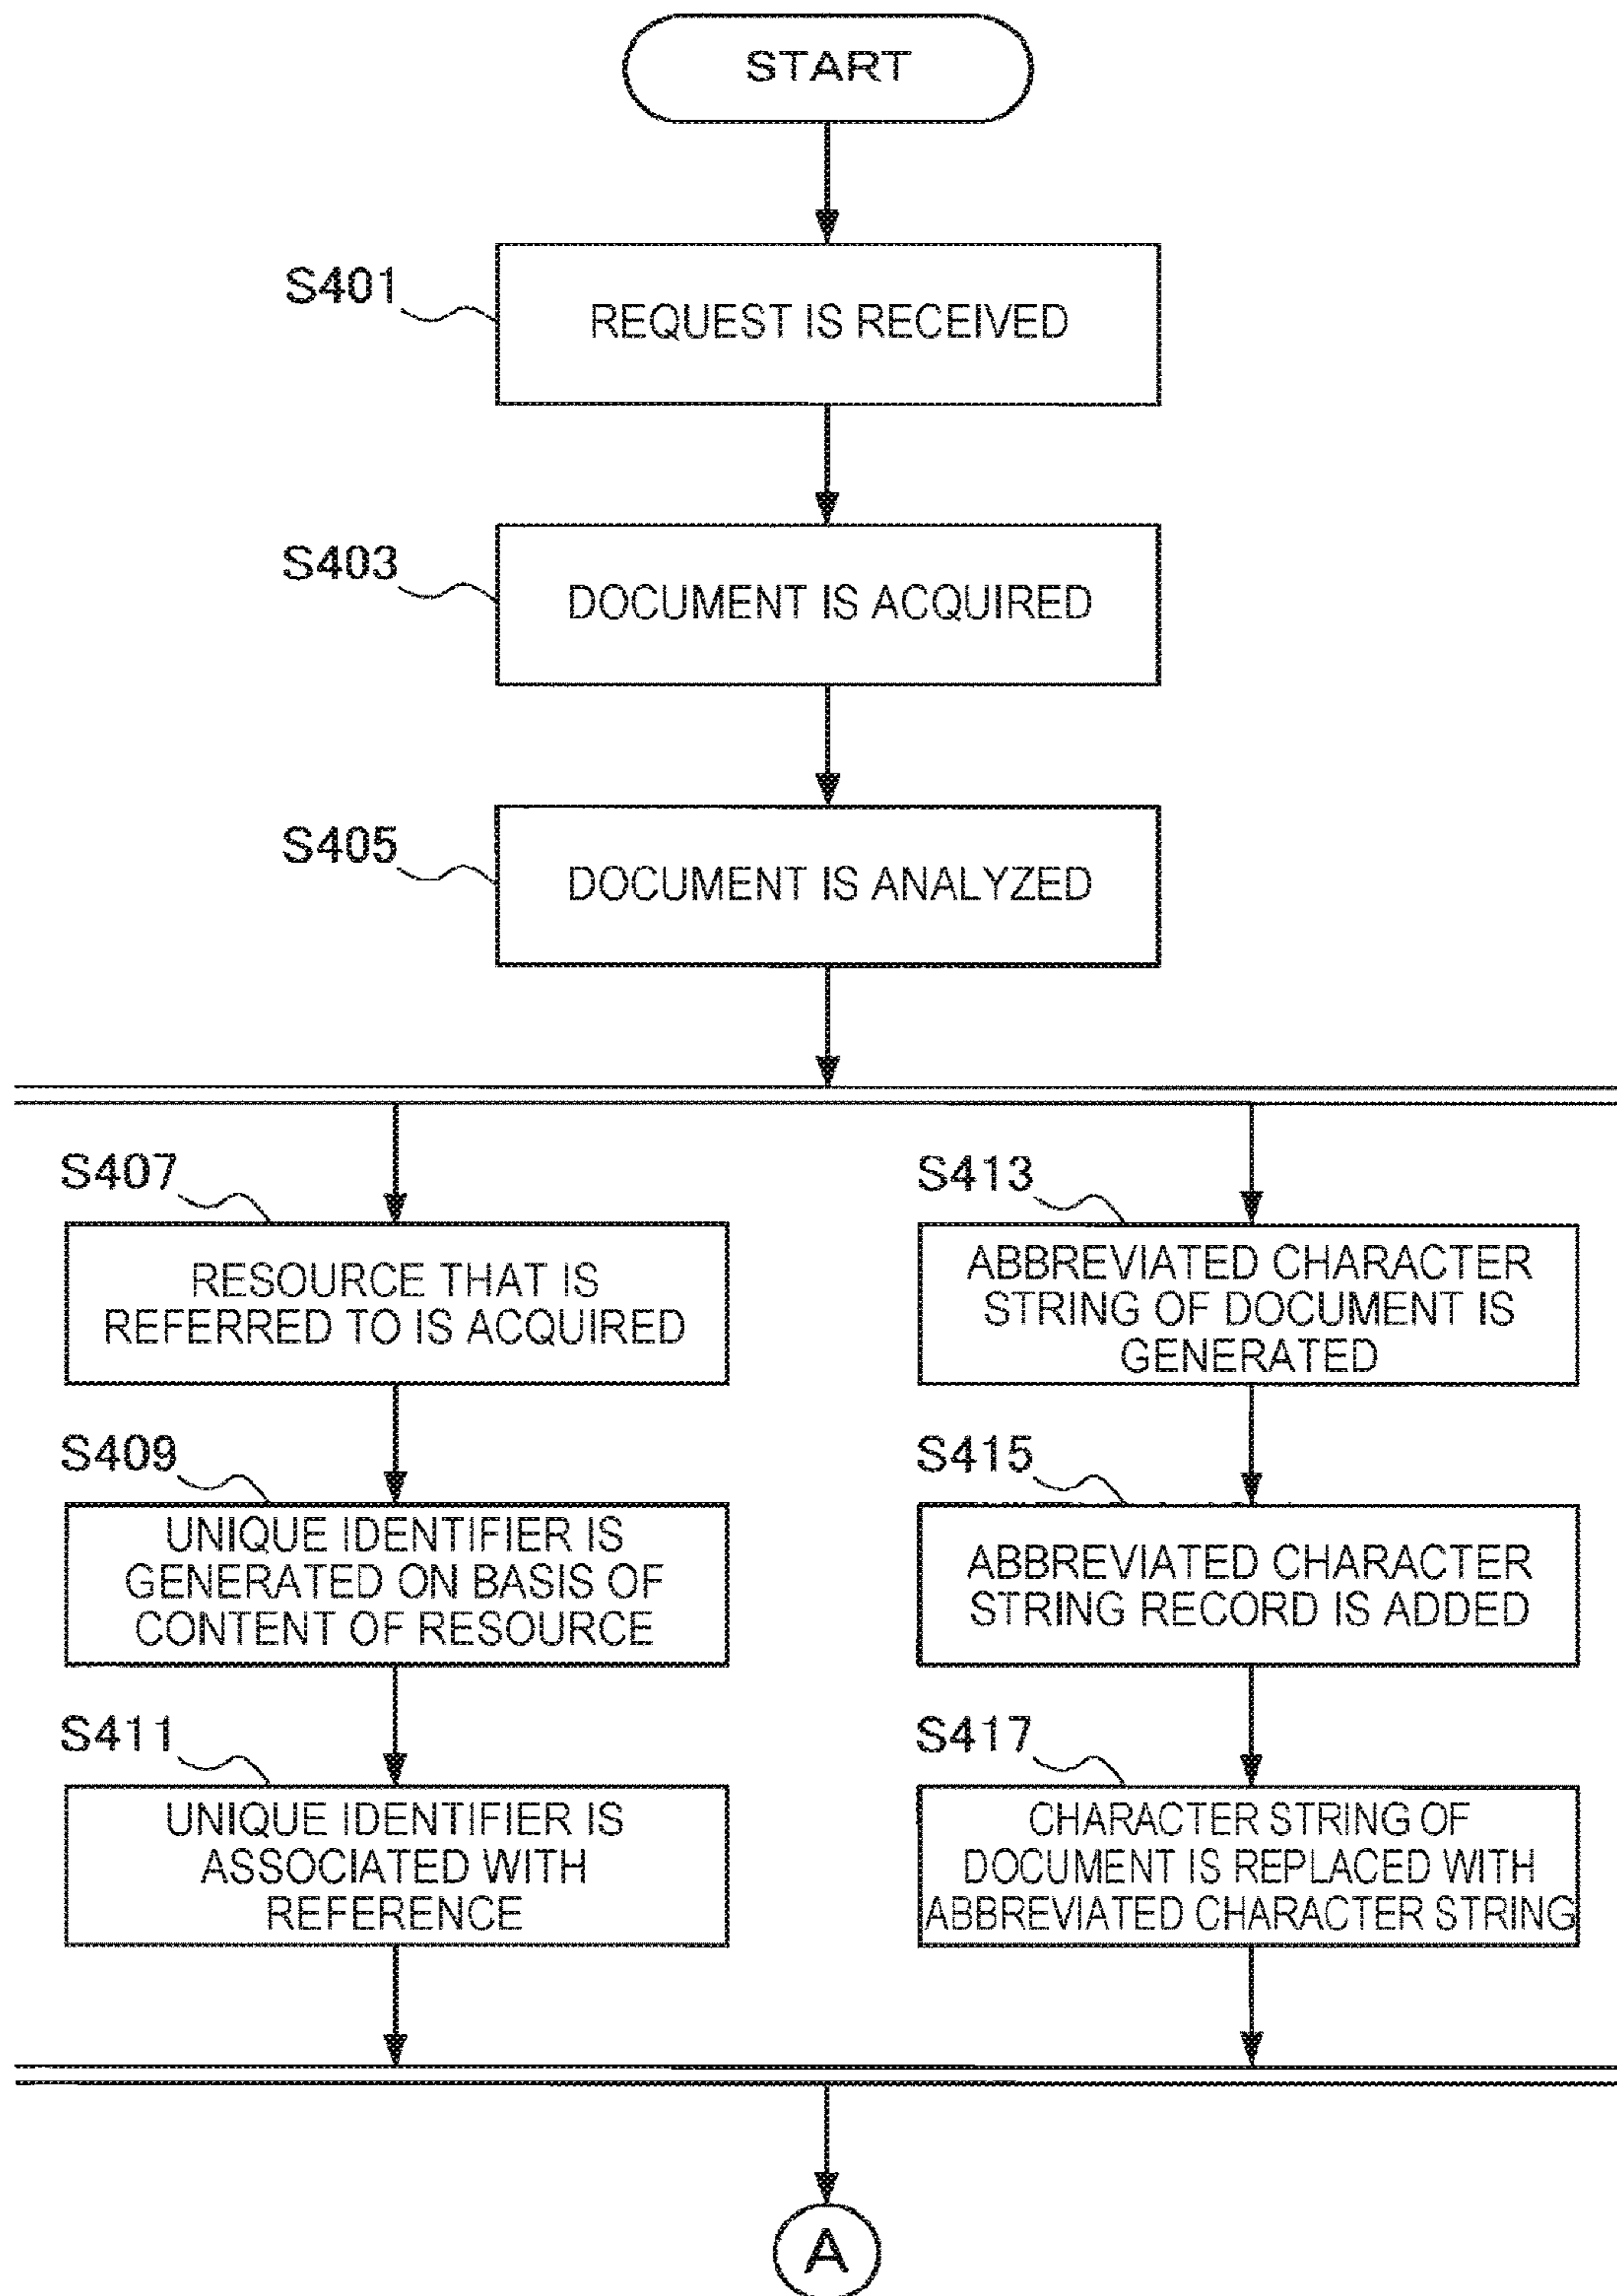 START
S401
REQUEST IS RECEIVED
S403
DOCUMENT IS ACQUIRED
S405
DOCUMENT IS ANALYZED
S407
RESOURCE THAT IS
REFERRED TO IS ACQUIRED
S409
UNIQUE IDENTIFIER IS
GENERATED ON BASIS OF
CONTENT OF RESOURCE
S411
UNIQUE IDENTIFIER IS
ASSOCIATED WITH
REFERENCE
S413
ABBREVIATED CHARACTER
STRING OF DOCUMENT IS
GENERATED
S415
ABBREVIATED CHARACTER
STRING RECORD IS ADDED
S417
CHARACTER STRING OF
DOCUMENT IS REPLACED WITH
ABBREVIATED CHARACTER STRING
A